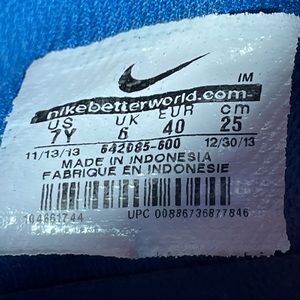 IM
nikebetterworld.com
US UK EUR cm
7Y 6 40 25
11/13/13 642085-600 12/30/13
MADE IN INDONESIA
FABRIQUE EN INDONESIE
104861744 UPC 00886736877846